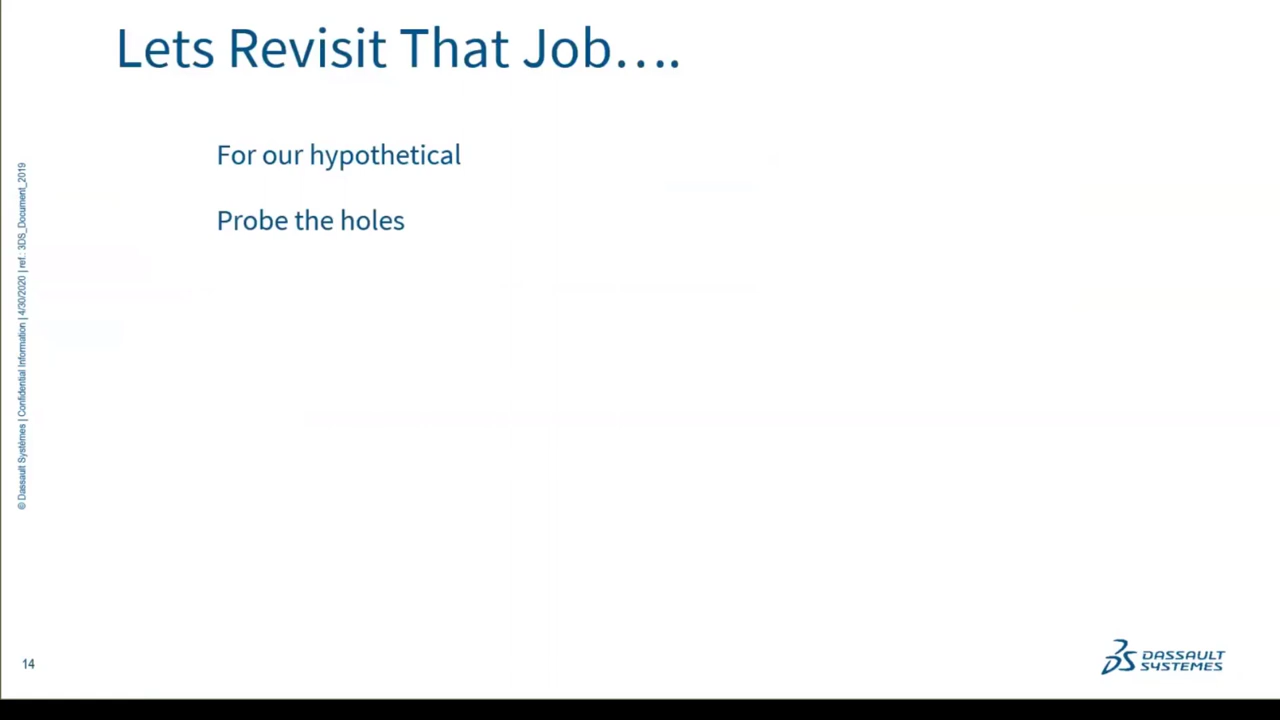 Lets Revisit That Job….
For our hypothetical
Probe the holes
© Dassault Systèmes | Confidential Information | 4/30/2020 | ref.: 3DS_Document_2019
14
DASSAULT
SYSTEMES